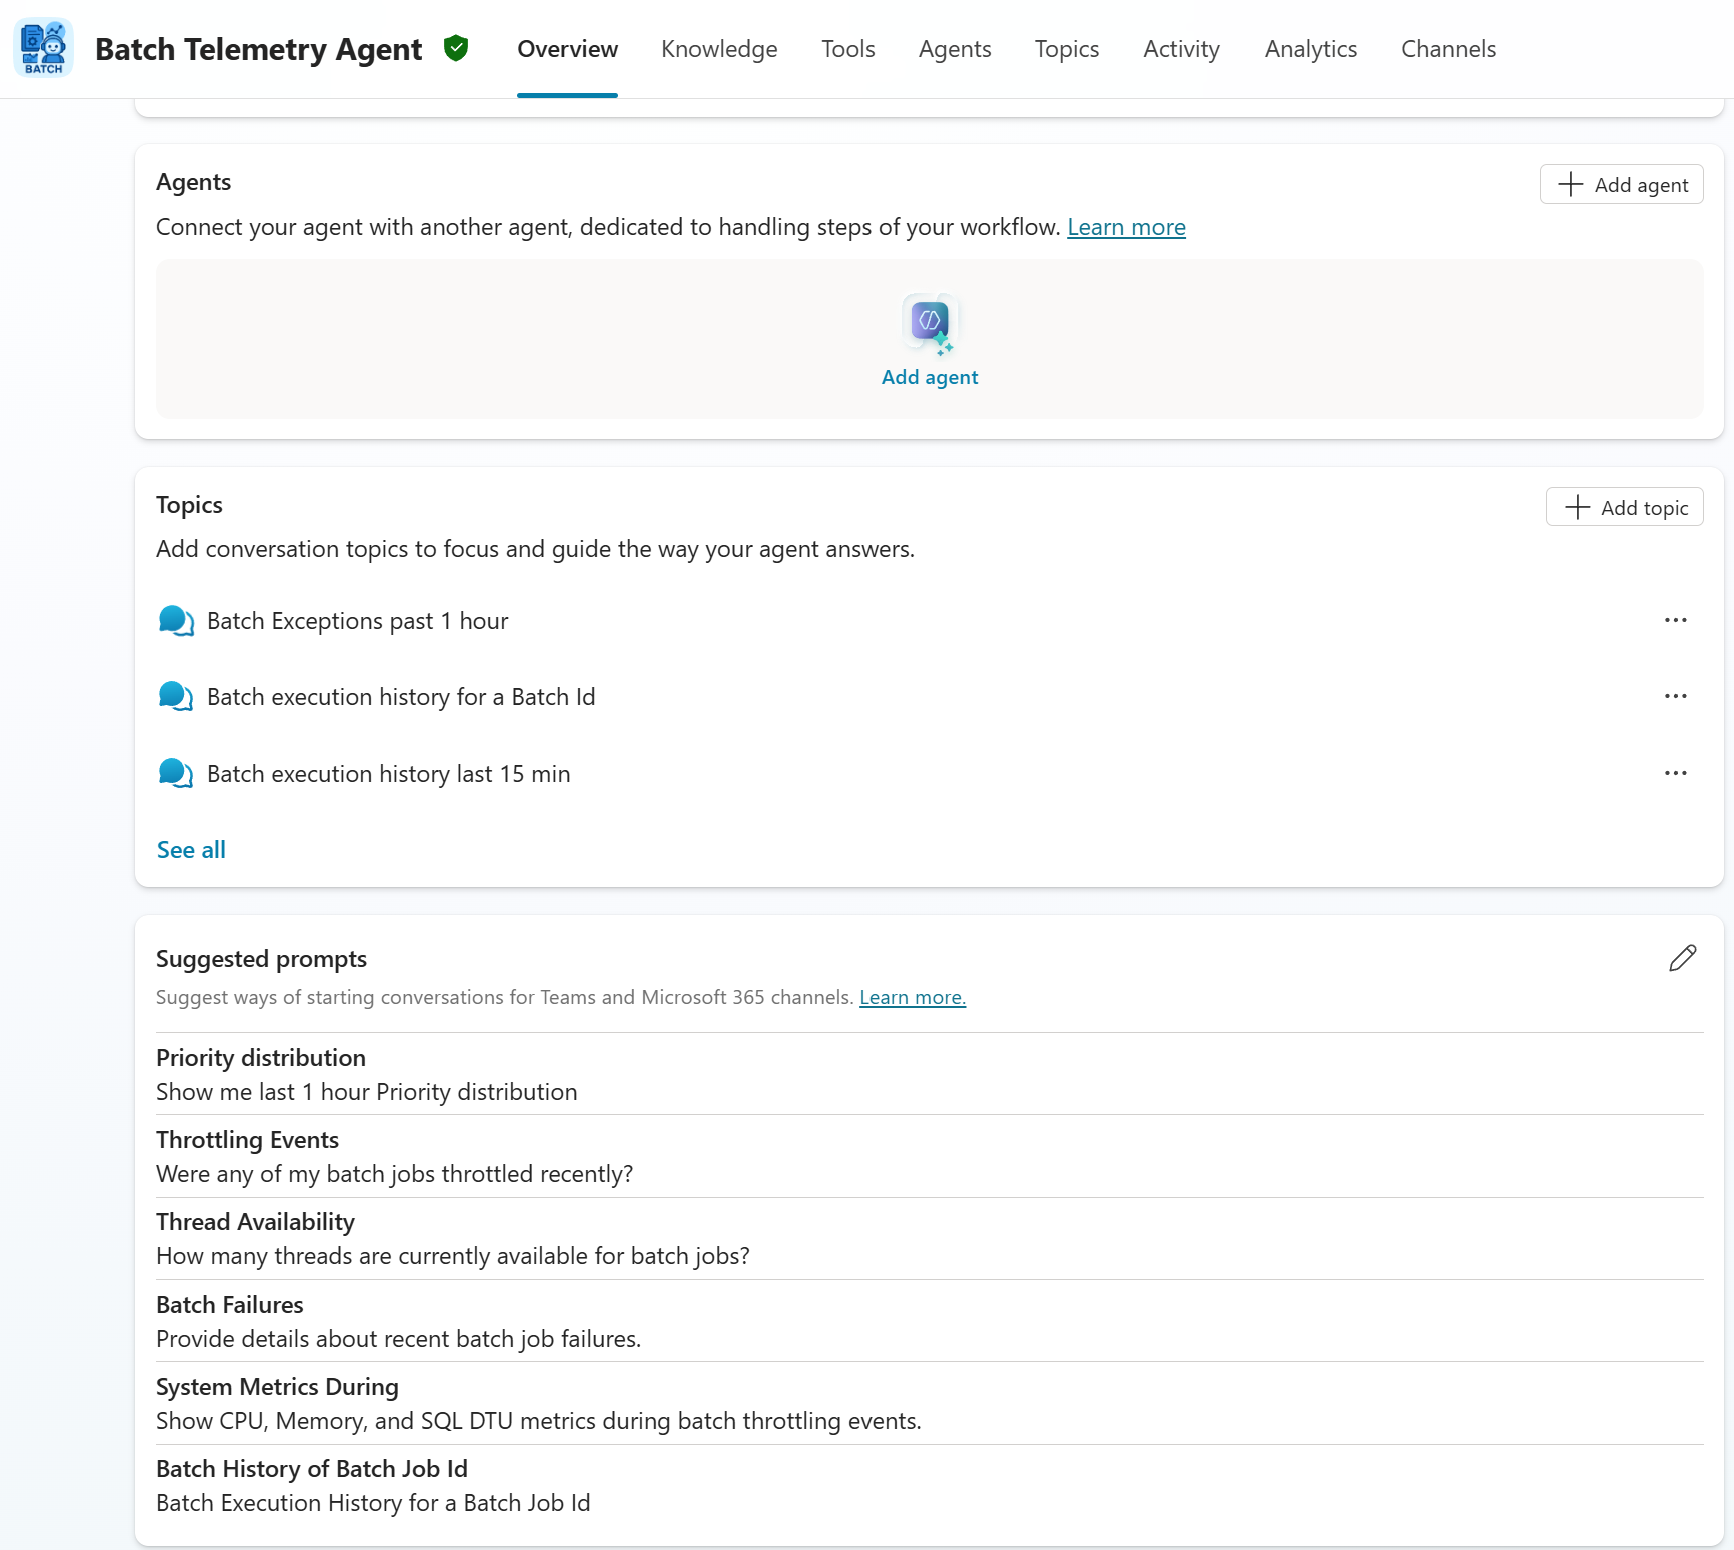 BATCH
Batch Telemetry Agent
Overview
Knowledge
Tools
Agents
Topics
Activity
Analytics
Channels
Agents
Add agent
Connect your agent with another agent, dedicated to handling steps of your workflow. Learn more
Add agent
Topics
Add topic
Add conversation topics to focus and guide the way your agent answers.
Batch Exceptions past 1 hour
Batch execution history for a Batch Id
Batch execution history last 15 min
See all
Suggested prompts
Suggest ways of starting conversations for Teams and Microsoft 365 channels. Learn more.
Priority distribution
Show me last 1 hour Priority distribution
Throttling Events
Were any of my batch jobs throttled recently?
Thread Availability
How many threads are currently available for batch jobs?
Batch Failures
Provide details about recent batch job failures.
System Metrics During
Show CPU, Memory, and SQL DTU metrics during batch throttling events.
Batch History of Batch Job Id
Batch Execution History for a Batch Job Id